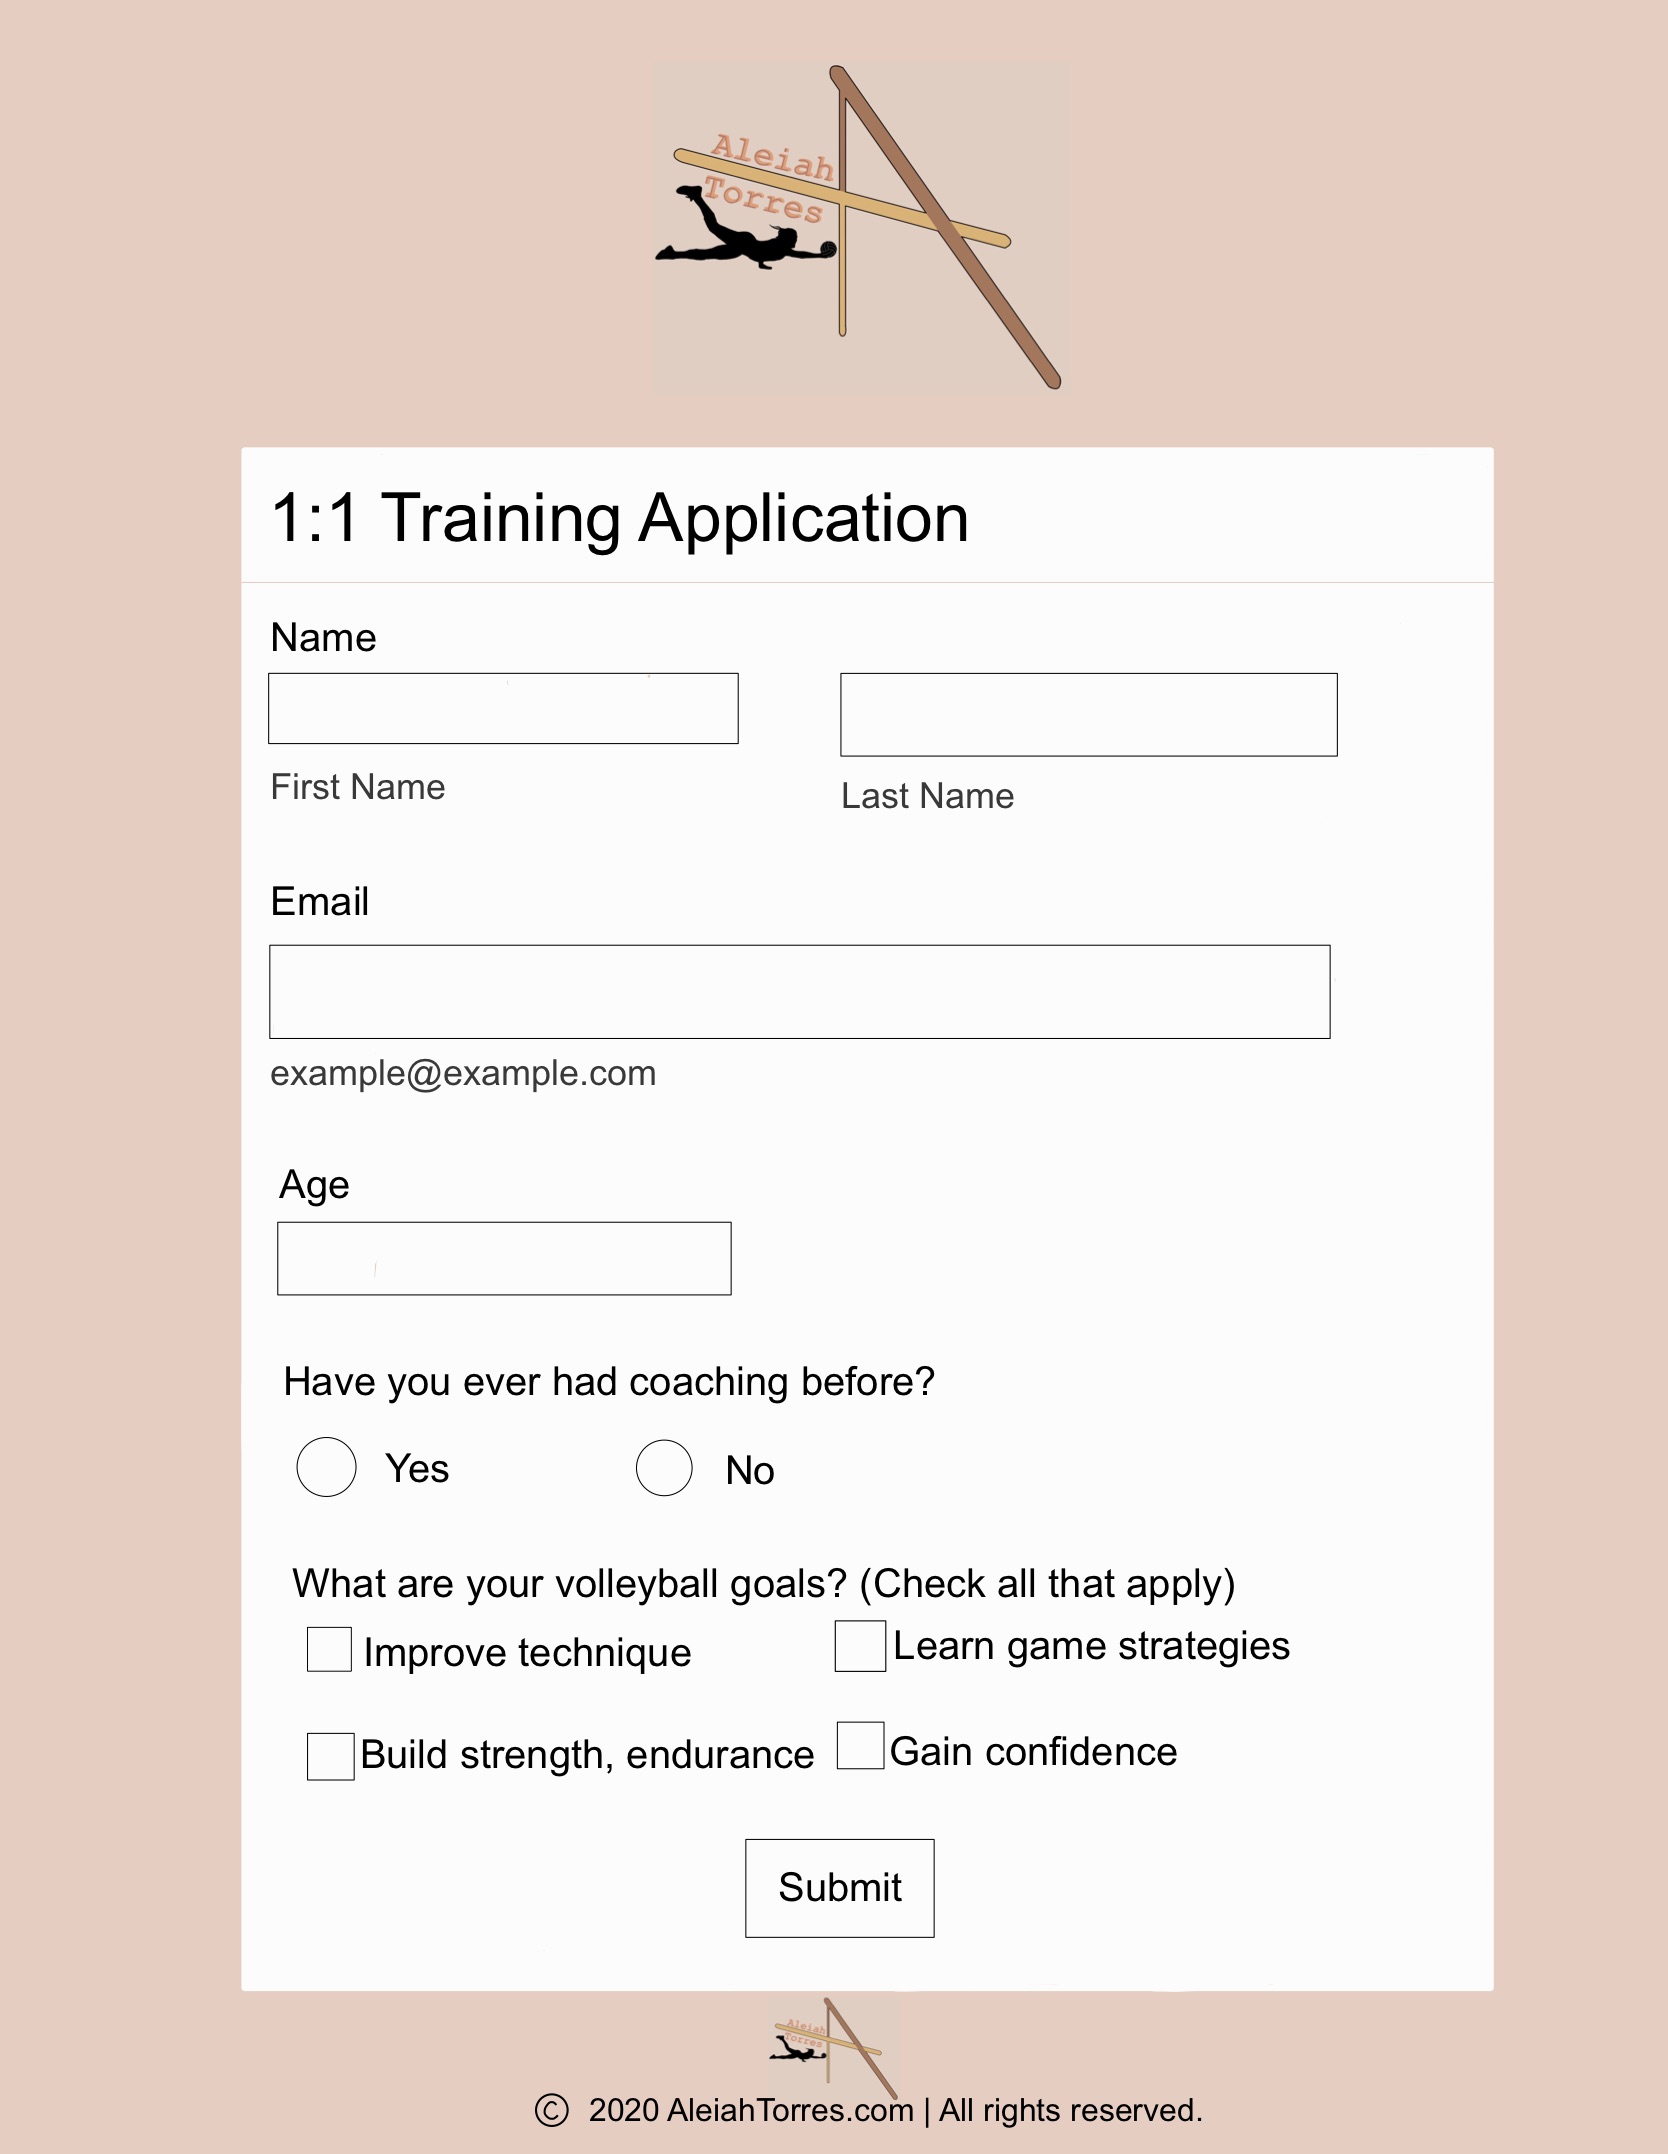 Aleiah
Torres
1:1 Training Application
Name
First Name
Last Name
Email
example@example.com
Age
Have you ever had coaching before?
Yes No
What are your volleyball goals? (Check all that apply)
Improve technique Learn game strategies
Build strength, endurance Gain confidence
Submit
Aleiah
Torres
© 2020 AleiahTorres.com | All rights reserved.